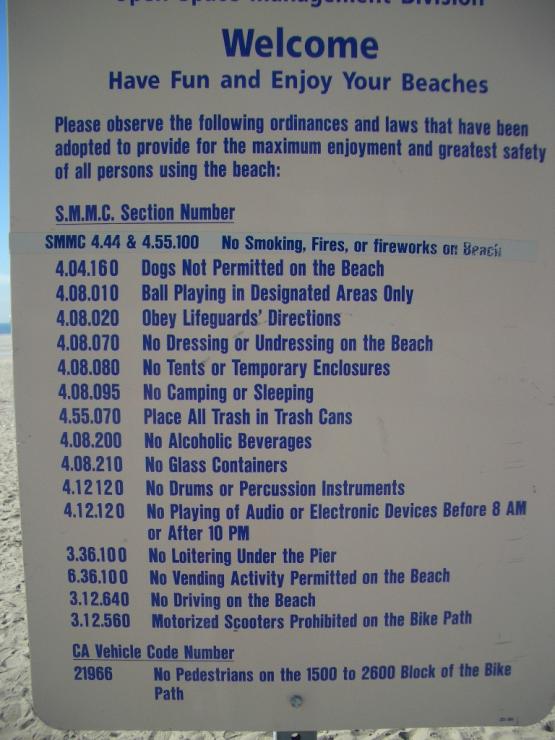 Open Space Management Division
Welcome
Have Fun and Enjoy Your Beaches
Please observe the following ordinances and laws that have been
adopted to provide for the maximum enjoyment and greatest safety
of all persons using the beach:
S.M.M.C. Section Number
SMMC 4.44 & 4.55.100 No Smoking, Fires, or fireworks on Beach
4.04.160 Dogs Not Permitted on the Beach
4.08.010 Ball Playing in Designated Areas Only
4.08.020 Obey Lifeguards' Directions
4.08.070 No Dressing or Undressing on the Beach
4.08.080 No Tents or Temporary Enclosures
4.08.095 No Camping or Sleeping
4.55.070 Place All Trash in Trash Cans
4.08.200 No Alcoholic Beverages
4.08.210 No Glass Containers
4.12120 No Drums or Percussion Instruments
4.12.120 No Playing of Audio or Electronic Devices Before 8 AM
or After 10 PM
3.36.100 No Loitering Under the Pier
6.36.100 No Vending Activity Permitted on the Beach
3.12.640 No Driving on the Beach
3.12.560 Motorized Scooters Prohibited on the Bike Path
CA Vehicle Code Number
21966 No Pedestrians on the 1500 to 2600 Block of the Bike
Path